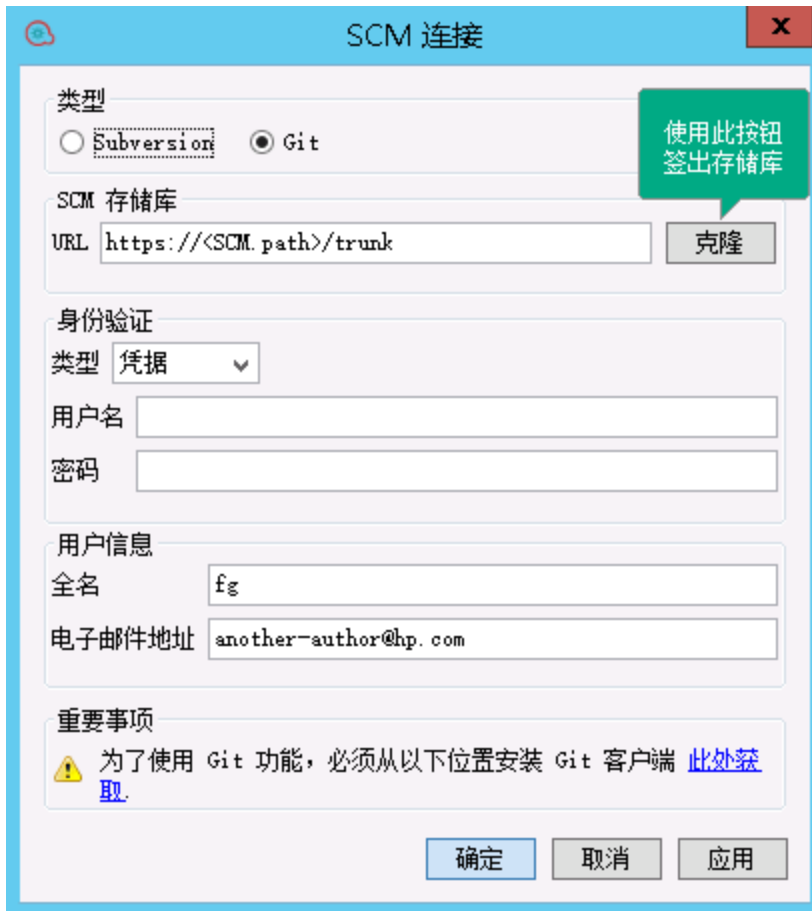 SCM 连接
x
类型
Subversion Git
使用此按钮
签出存储库
SCM 存储库
URL https://<SCM.path>/trunk 克隆
身份验证
类型 凭据
用户名
密码
用户信息
全名 fg
电子邮件地址 another-author@hp.com
重要事项
为了使用 Git 功能，必须从以下位置安装 Git 客户端 此处获
取.
确定 取消 应用